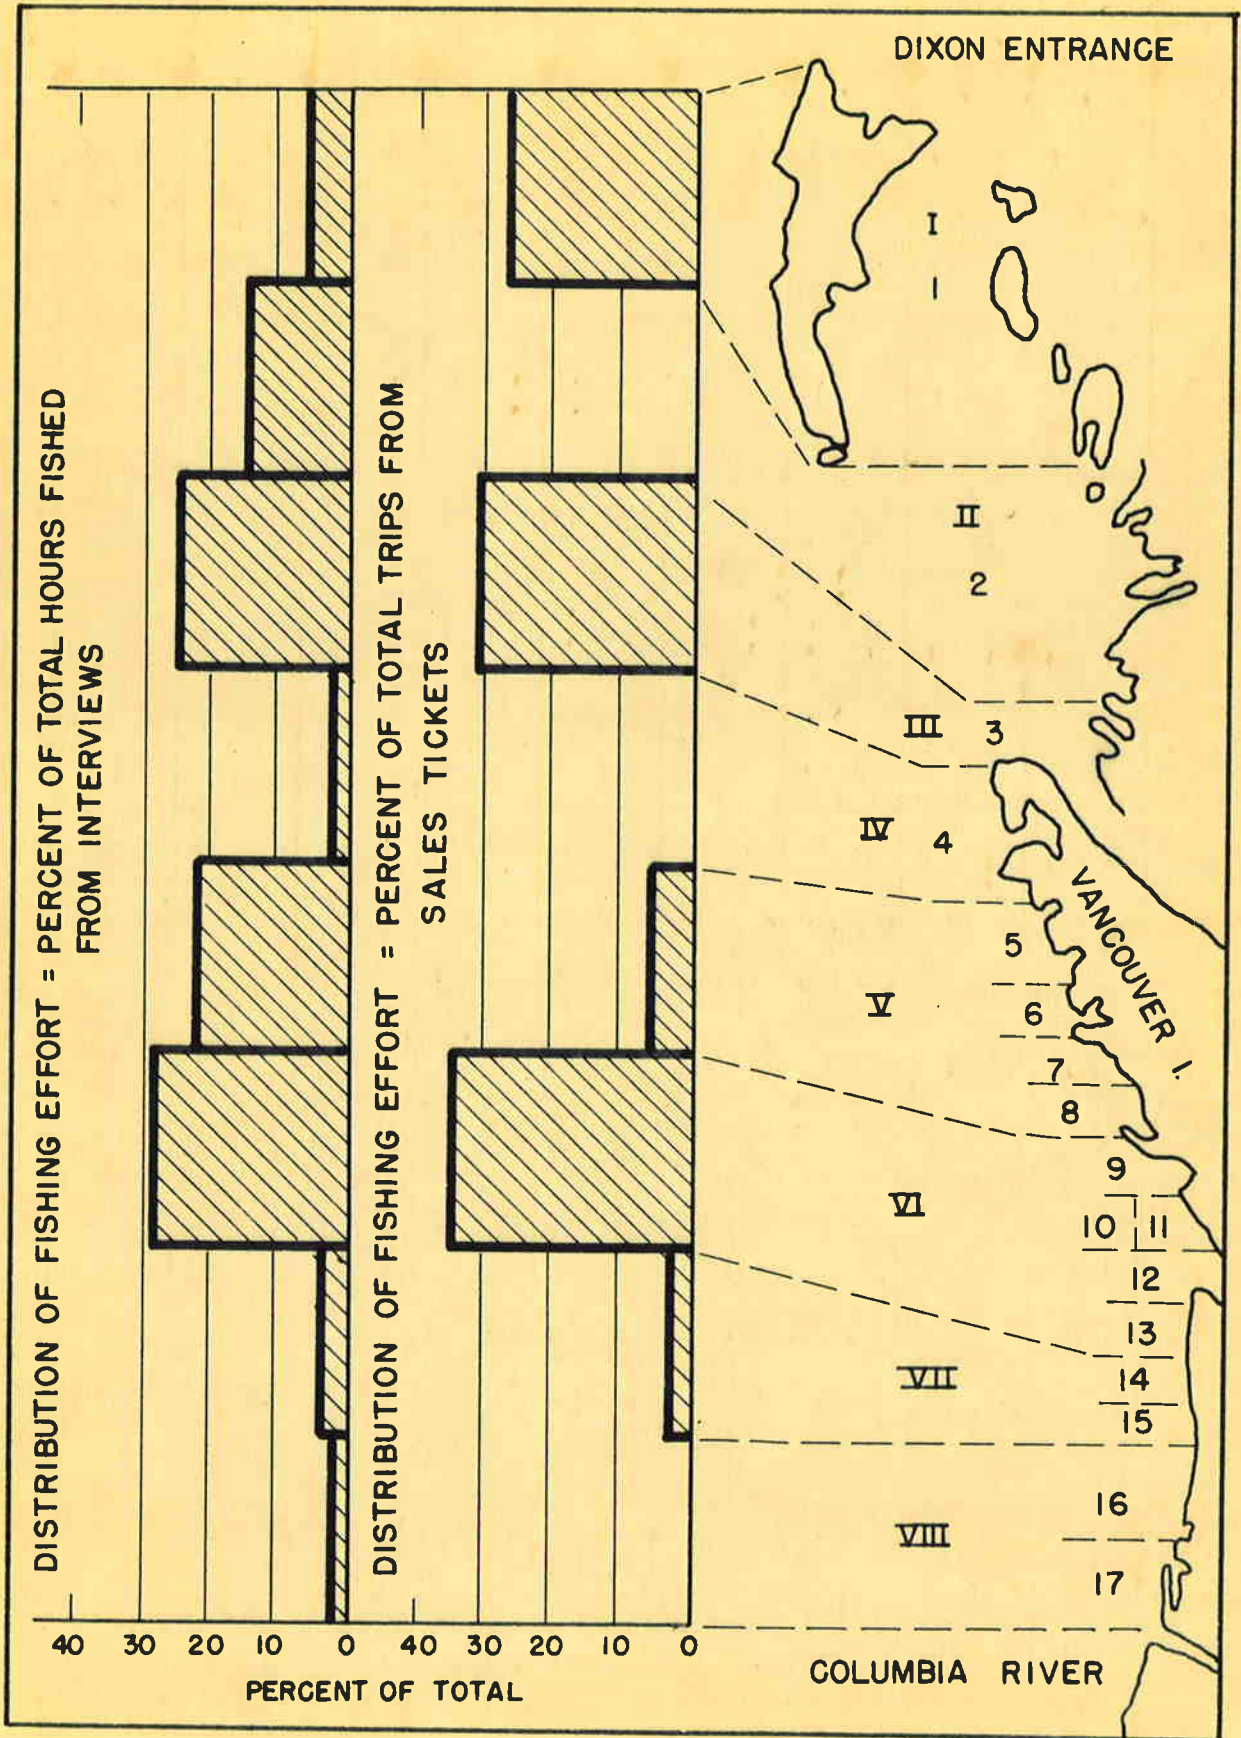 DIXON ENTRANCE
DISTRIBUTION OF FISHING EFFORT = PERCENT OF TOTAL HOURS FISHED
FROM INTERVIEWS
DISTRIBUTION OF FISHING EFFORT = PERCENT OF TOTAL TRIPS FROM
SALES TICKETS
I
1
II
2
III 3
IV 4
VANCOUVER I.
5
V
6
7
8
9
VI
10 11
12
13
VII
14
15
16
VIII
17
40 30 20 10 0 40 30 20 10 0
PERCENT OF TOTAL
COLUMBIA RIVER